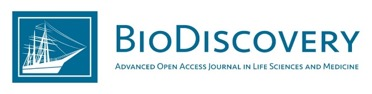 BioDiscovery
Advanced Open Access Journal in Life Sciences and Medicine